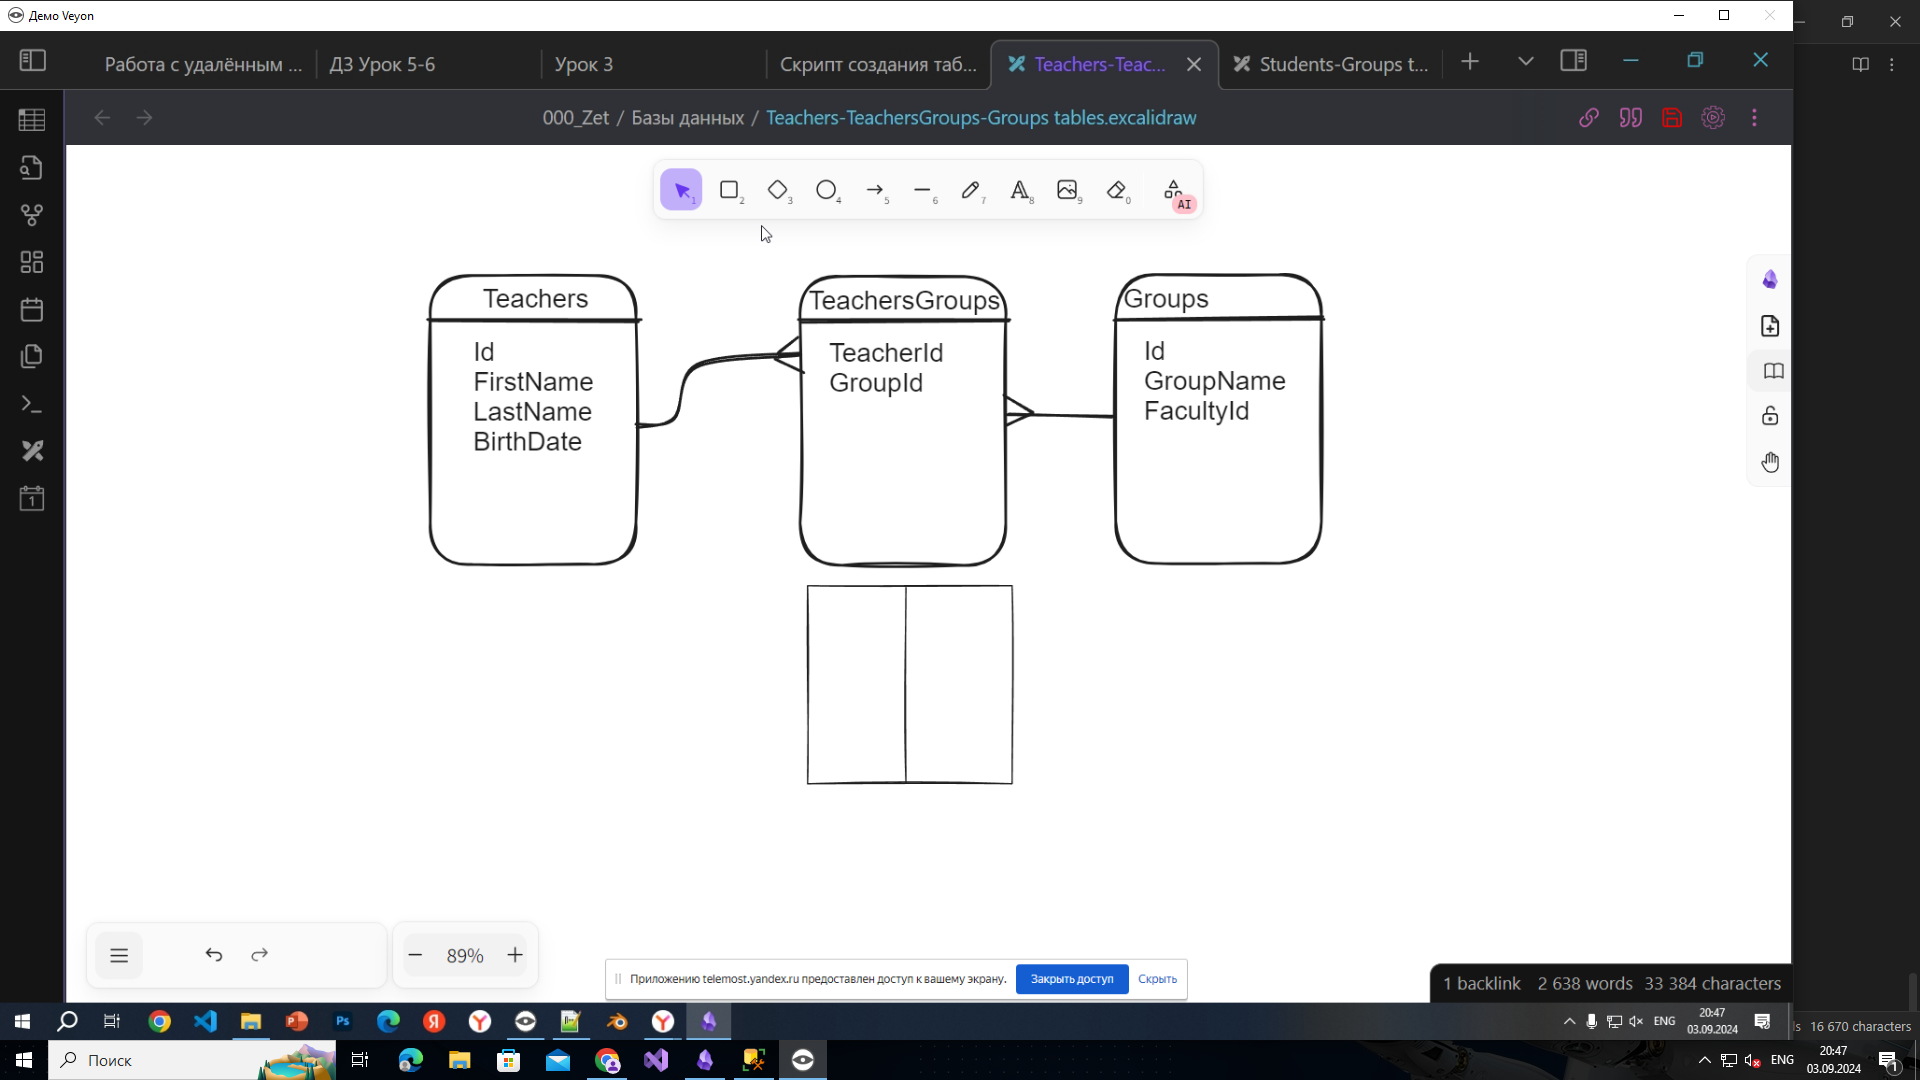 Демо Veyon
Работа с удалённым ...
ДЗ Урок 5-6
Урок 3
Скрипт создания таб...
Teachers-Teac...
Students-Groups t...
000_Zet / Базы данных / Teachers-TeachersGroups-Groups tables.excalidraw
1
2
3
4
5
6
7
8
9
0
AI
Teachers
Id
FirstName
LastName
BirthDate
TeachersGroups
TeacherId
GroupId
Groups
Id
GroupName
FacultyId
1
89%
Приложению telemost.yandex.ru предоставлен доступ к вашему экрану.
Закрыть доступ
Скрыть
1 backlink 2 638 words 33 384 characters
Ps
Я
ENG
20:47
03.09.2024
ls 16 670 characters
Поиск
ENG
20:47
03.09.2024
1